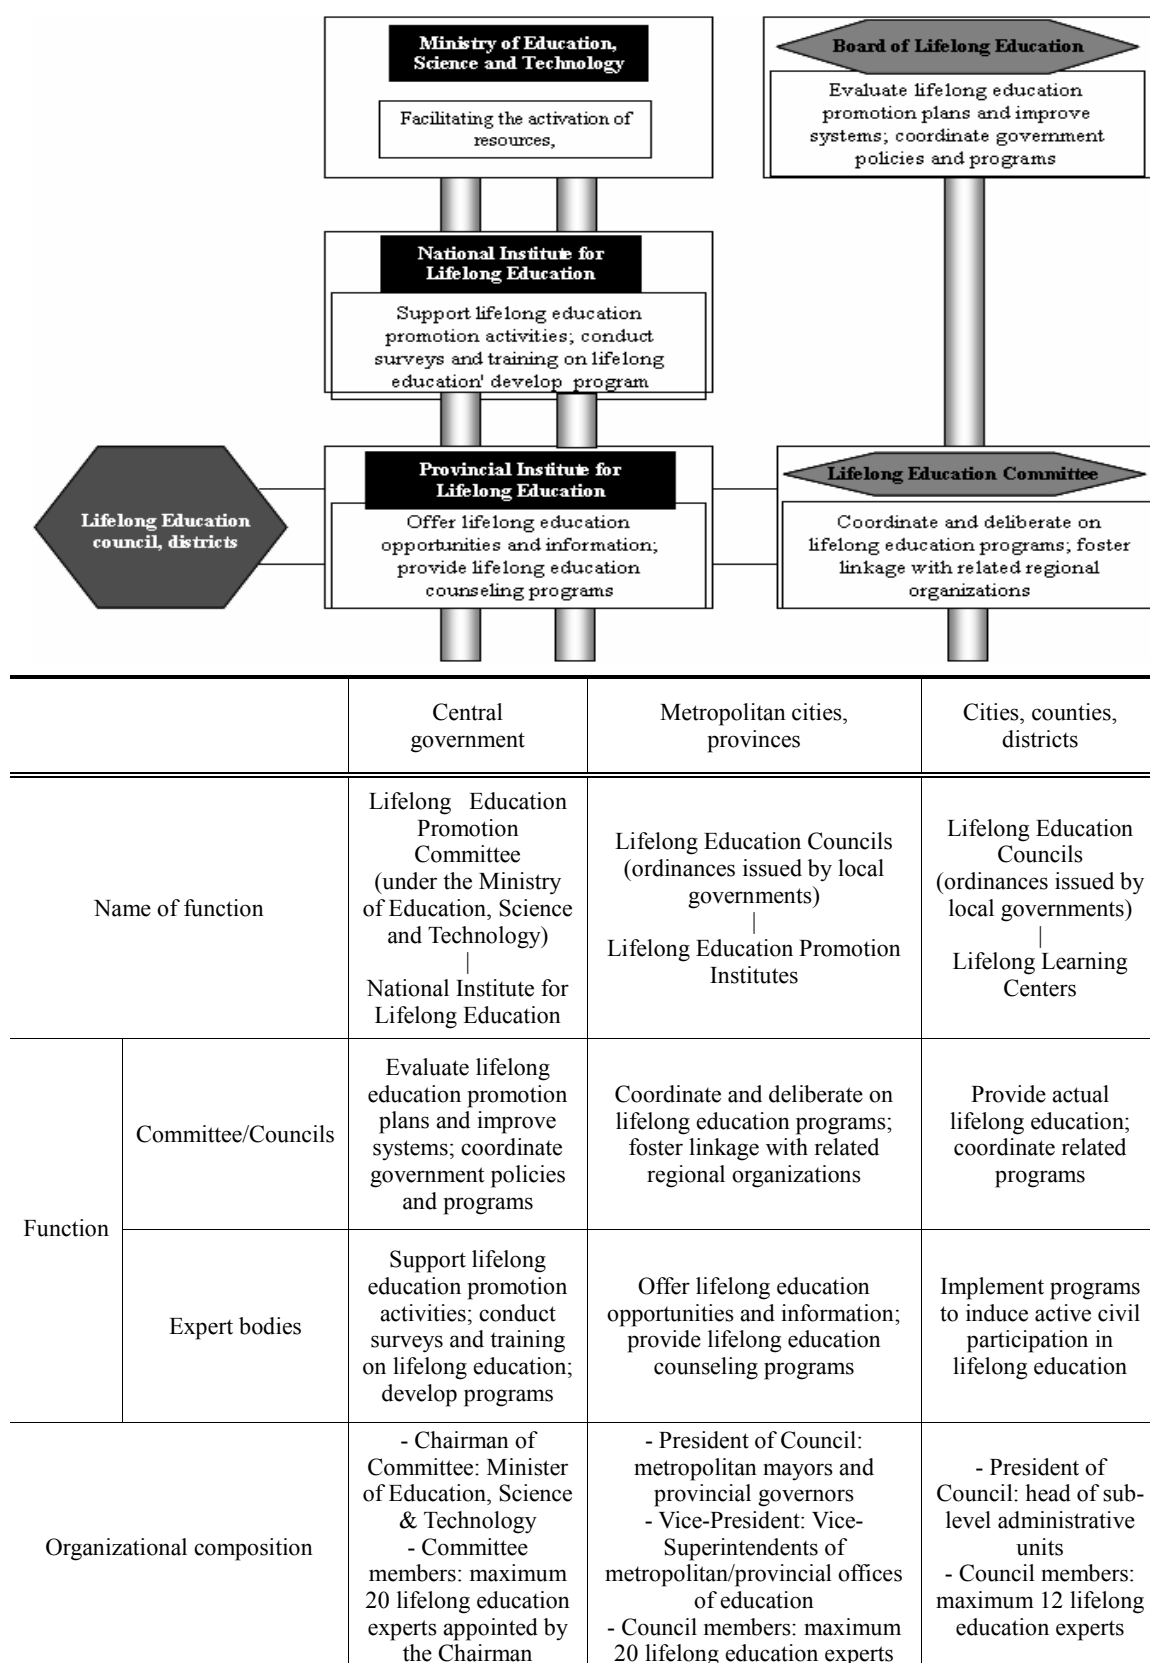 Ministry of Education,
Science and Technology
Facilitating the activation of
resources,
Board of Lifelong Education
Evaluate lifelong education
promotion plans and improve
systems; coordinate government
policies and programs
National Institute for
Lifelong Education
Support lifelong education
promotion activities; conduct
surveys and training on lifelong
education' develop program
Lifelong Education
council, districts
Provincial Institute for
Lifelong Education
Offer lifelong education
opportunities and information;
provide lifelong education
counseling programs
Lifelong Education Committee
Coordinate and deliberate on
lifelong education programs; foster
linkage with related regional
organizations
Central
government
Metropolitan cities,
provinces
Cities, counties,
districts
Name of function
Lifelong Education
Promotion
Committee
(under the Ministry
of Education, Science
and Technology)
|
National Institute for
Lifelong Education
Lifelong Education Councils
(ordinances issued by local
governments)
|
Lifelong Education Promotion
Institutes
Lifelong Education
Councils
(ordinances issued by
local governments)
|
Lifelong Learning
Centers
Function
Committee/Councils
Evaluate lifelong
education promotion
plans and improve
systems; coordinate
government policies
and programs
Coordinate and deliberate on
lifelong education programs;
foster linkage with related
regional organizations
Provide actual
lifelong education;
coordinate related
programs
Expert bodies
Support lifelong
education promotion
activities; conduct
surveys and training
on lifelong education;
develop programs
Offer lifelong education
opportunities and information;
provide lifelong education
counseling programs
Implement programs
to induce active civil
participation in
lifelong education
Organizational composition
- Chairman of
Committee: Minister
of Education, Science
& Technology
- Committee
members: maximum
20 lifelong education
experts appointed by
the Chairman
- President of Council:
metropolitan mayors and
provincial governors
- Vice-President: Vice-
Superintendents of
metropolitan/provincial offices
of education
- Council members: maximum
20 lifelong education experts
- President of
Council: head of sub-
level administrative
units
- Council members:
maximum 12 lifelong
education experts